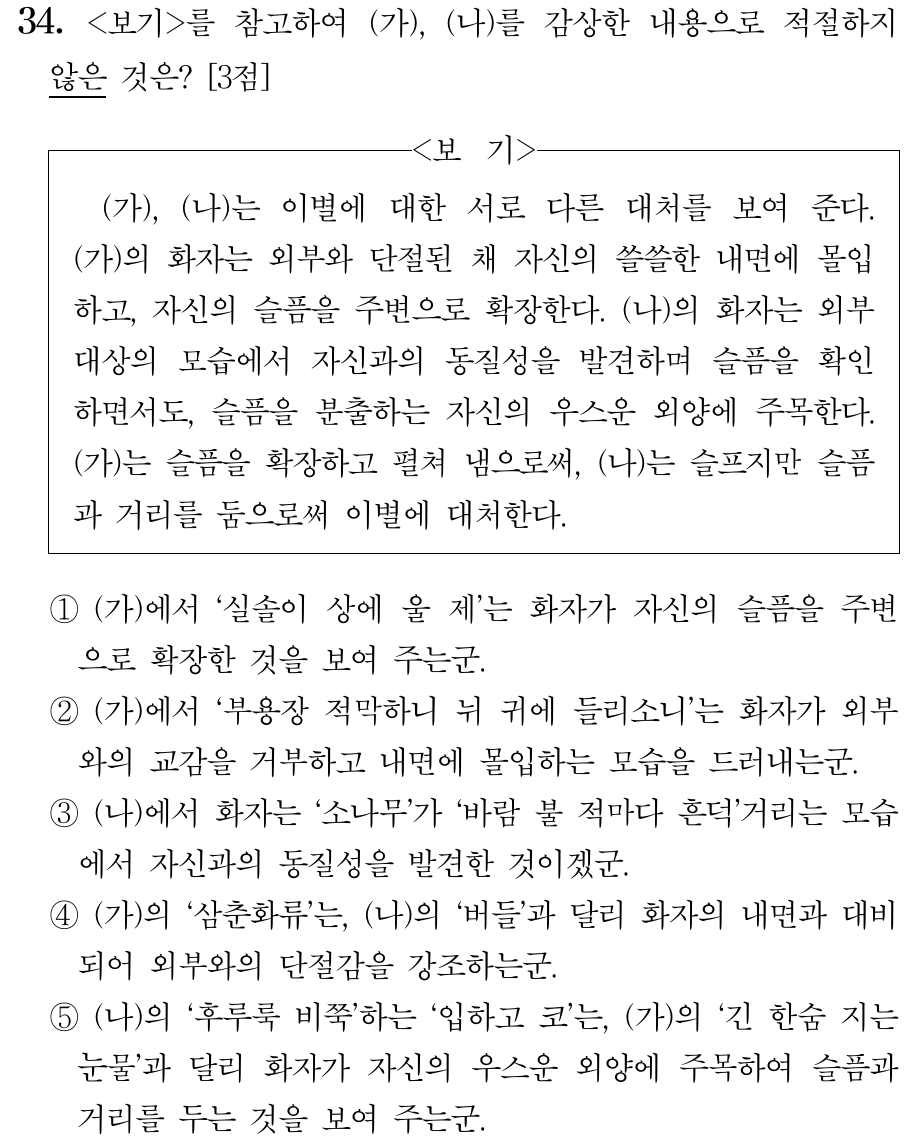 34. <보기>를 참고하여 (가), (나)를 감상한 내용으로 적절하지
않은 것은? [3점]
<보 기>
(가), (나)는 이별에 대한 서로 다른 대처를 보여 준다.
(가)의 화자는 외부와 단절된 채 자신의 쓸쓸한 내면에 몰입
하고, 자신의 슬픔을 주변으로 확장한다. (나)의 화자는 외부
대상의 모습에서 자신과의 동질성을 발견하며 슬픔을 확인
하면서도, 슬픔을 분출하는 자신의 우스운 외양에 주목한다.
(가)는 슬픔을 확장하고 펼쳐 냄으로써, (나)는 슬프지만 슬픔
과 거리를 둠으로써 이별에 대처한다.
① (가)에서 ‘실솔이 상에 울 제’는 화자가 자신의 슬픔을 주변
으로 확장한 것을 보여 주는군.
② (가)에서 ‘부용장 적막하니 뉘 귀에 들리소니’는 화자가 외부
와의 교감을 거부하고 내면에 몰입하는 모습을 드러내는군.
③ (나)에서 화자는 ‘소나무’가 ‘바람 불 적마다 흔덕’거리는 모습
에서 자신과의 동질성을 발견한 것이겠군.
④ (가)의 ‘삼춘화류’는, (나)의 ‘버들’과 달리 화자의 내면과 대비
되어 외부와의 단절감을 강조하는군.
⑤ (나)의 ‘후루룩 비쭉’하는 ‘입하고 코’는, (가)의 ‘긴 한숨 지는
눈물’과 달리 화자가 자신의 우스운 외양에 주목하여 슬픔과
거리를 두는 것을 보여 주는군.